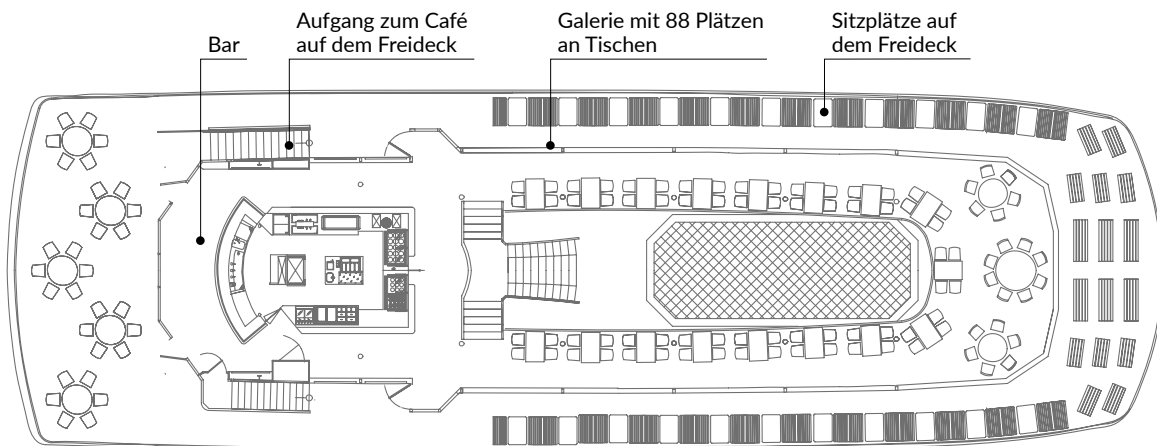 Bar
Aufgang zum Café
auf dem Freideck
Galerie mit 88 Plätzen
an Tischen
Sitzplätze auf
dem Freideck